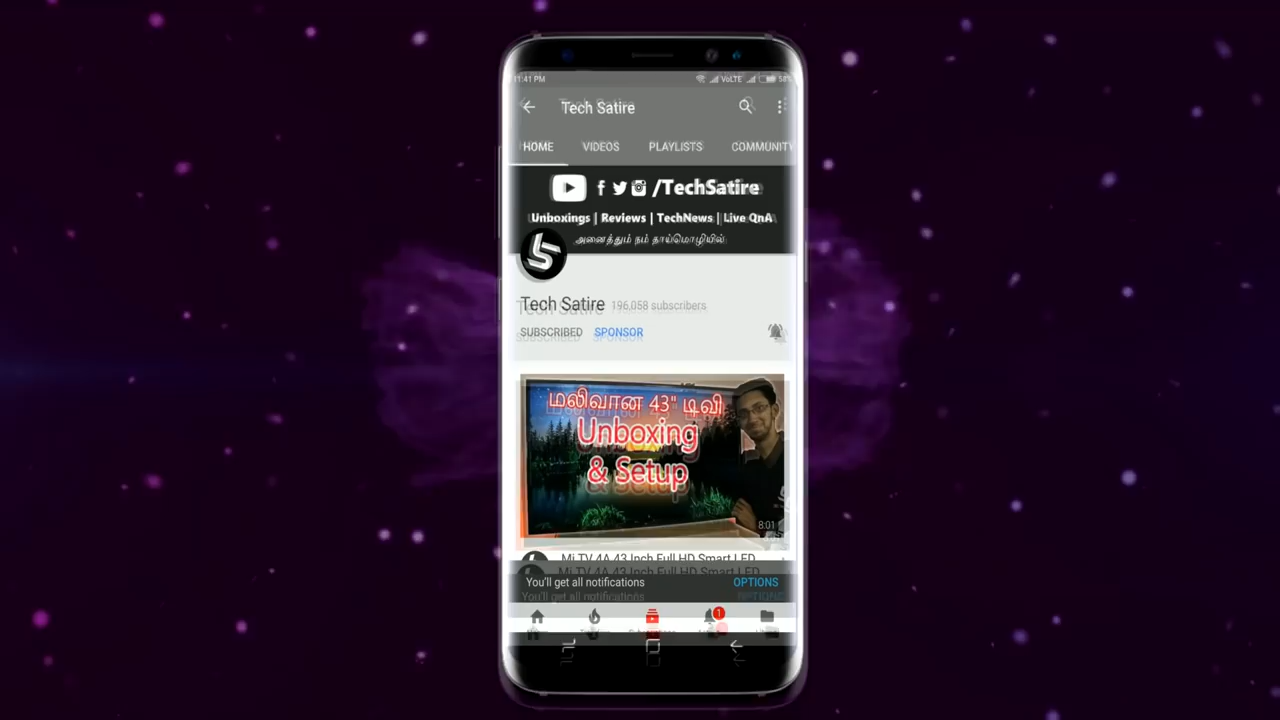 11:41 PM
VoLTE
58%
Tech Satire
HOME VIDEOS PLAYLISTS COMMUNITY
/TechSatire
Unboxings | Reviews | TechNews | Live QnA
அனைத்தும் நம் தாய்மொழியில்
Tech Satire 196,058 subscribers
SUBSCRIBED SPONSOR
மலிவான 43" டிவி
Unboxing
& Setup
8:01
Mi TV 4A 43 Inch Full HD Smart LED
You'll get all notifications OPTIONS
1